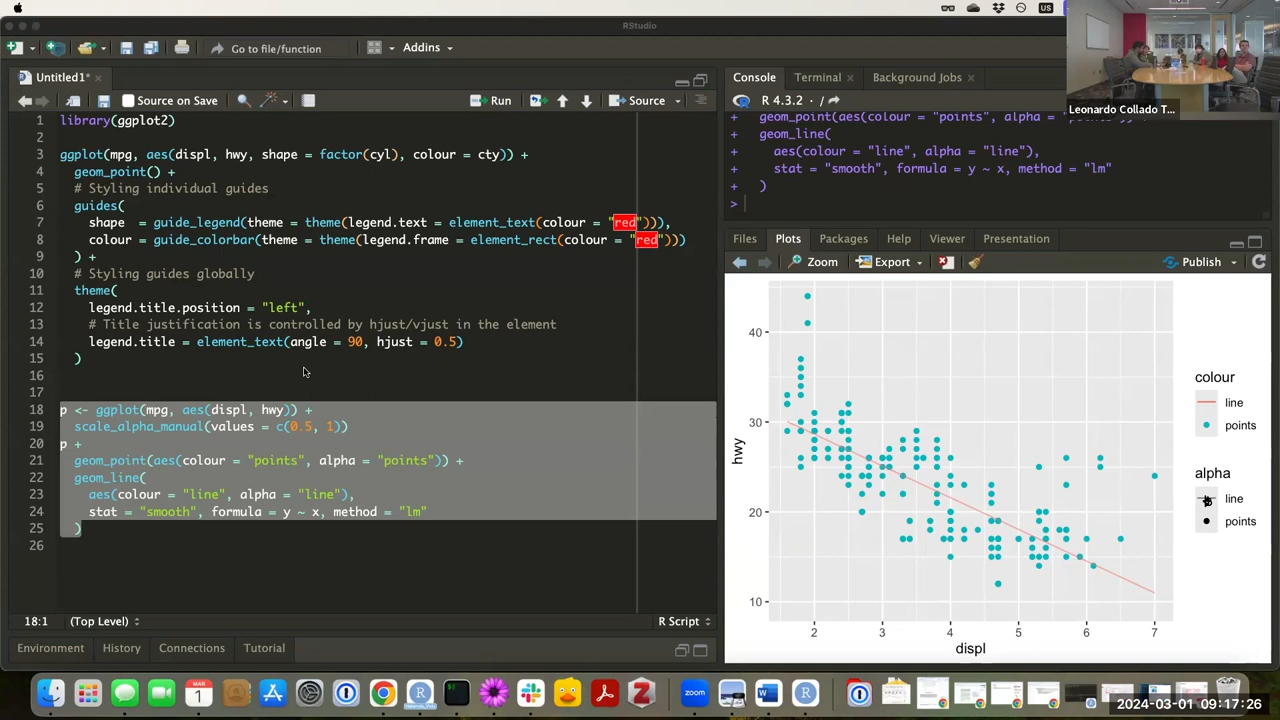 US
RStudio
Go to file/function
Addins
Untitled1*
Source on Save
Run
Source
1 library(ggplot2)
2
3 ggplot(mpg, aes(displ, hwy, shape = factor(cyl), colour = cty)) +
4 geom_point() +
5 # Styling individual guides
6 guides(
7 shape  = guide_legend(theme = theme(legend.text = element_text(colour = "red"))),
8 colour = guide_colorbar(theme = theme(legend.frame = element_rect(colour = "red")))
9 ) +
10 # Styling guides globally
11 theme(
12 legend.title.position = "left",
13 # Title justification is controlled by hjust/vjust in the element
14 legend.title = element_text(angle = 90, hjust = 0.5)
15 )
16
17
18 p <- ggplot(mpg, aes(displ, hwy)) +
19 scale_alpha_manual(values = c(0.5, 1))
20 p +
21 geom_point(aes(colour = "points", alpha = "points")) +
22 geom_line(
23 aes(colour = "line", alpha = "line"),
24 stat = "smooth", formula = y ~ x, method = "lm"
25 )
26
18:1 (Top Level) R Script
Environment History Connections Tutorial
Console Terminal Background Jobs
R 4.3.2 · /
+ geom_point(aes(colour = "points", alpha =
+ geom_line(
+ aes(colour = "line", alpha = "line"),
+ stat = "smooth", formula = y ~ x, method = "lm"
+ )
>
Files Plots Packages Help Viewer Presentation
Zoom Export Publish
40
30
20
10
hwy
2 3 4 5 6 7
displ
colour
line
points
alpha
line
points
Leonardo Collado T...
MAR
1
zoom
2024-03-01 09:17:26